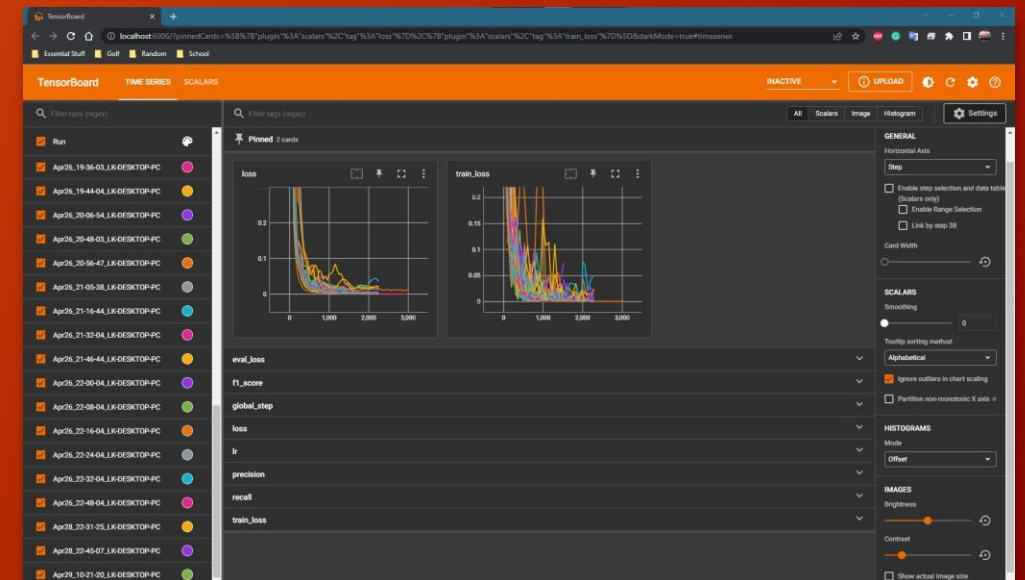 TensorBoard
localhost:6006/?pinnedCards=%5B%7B"plugin"%3A"scalars"%2C"tag"%3A"loss"%7D%2C%7B"plugin"%3A"scalars"%2C"tag"%3A"train_loss"%7D%5D&darkMode=true#timeseries
Essential Stuff Golf Random School
TensorBoard TIME SERIES SCALARS INACTIVE UPLOAD
Filter runs (regex) Filter tags (regex) All Scalars Image Histogram Settings
Run
Apr26_19-36-03_LK-DESKTOP-PC
Apr26_19-44-04_LK-DESKTOP-PC
Apr26_20-06-54_LK-DESKTOP-PC
Apr26_20-48-03_LK-DESKTOP-PC
Apr26_20-56-47_LK-DESKTOP-PC
Apr26_21-05-38_LK-DESKTOP-PC
Apr26_21-16-44_LK-DESKTOP-PC
Apr26_21-32-04_LK-DESKTOP-PC
Apr26_21-46-44_LK-DESKTOP-PC
Apr26_22-00-04_LK-DESKTOP-PC
Apr26_22-08-04_LK-DESKTOP-PC
Apr26_22-16-04_LK-DESKTOP-PC
Apr26_22-24-04_LK-DESKTOP-PC
Apr26_22-32-04_LK-DESKTOP-PC
Apr26_22-48-04_LK-DESKTOP-PC
Apr28_22-31-25_LK-DESKTOP-PC
Apr28_22-45-07_LK-DESKTOP-PC
Apr29_10-21-20_LK-DESKTOP-PC
Pinned 2 cards
loss
0.2
0.1
0
0 1,000 2,000 3,000
train_loss
0.2
0.15
0.1
0.05
0
0 1,000 2,000 3,000
eval_loss
f1_score
global_step
loss
lr
precision
recall
train_loss
GENERAL
Horizontal Axis
Step
Enable step selection and data table
(Scalars only)
Enable Range Selection
Link by step 38
Card Width
SCALARS
Smoothing
0
Tooltip sorting method
Alphabetical
Ignore outliers in chart scaling
Partition non-monotonic X axis
HISTOGRAMS
Mode
Offset
IMAGES
Brightness
Contrast
Show actual image size